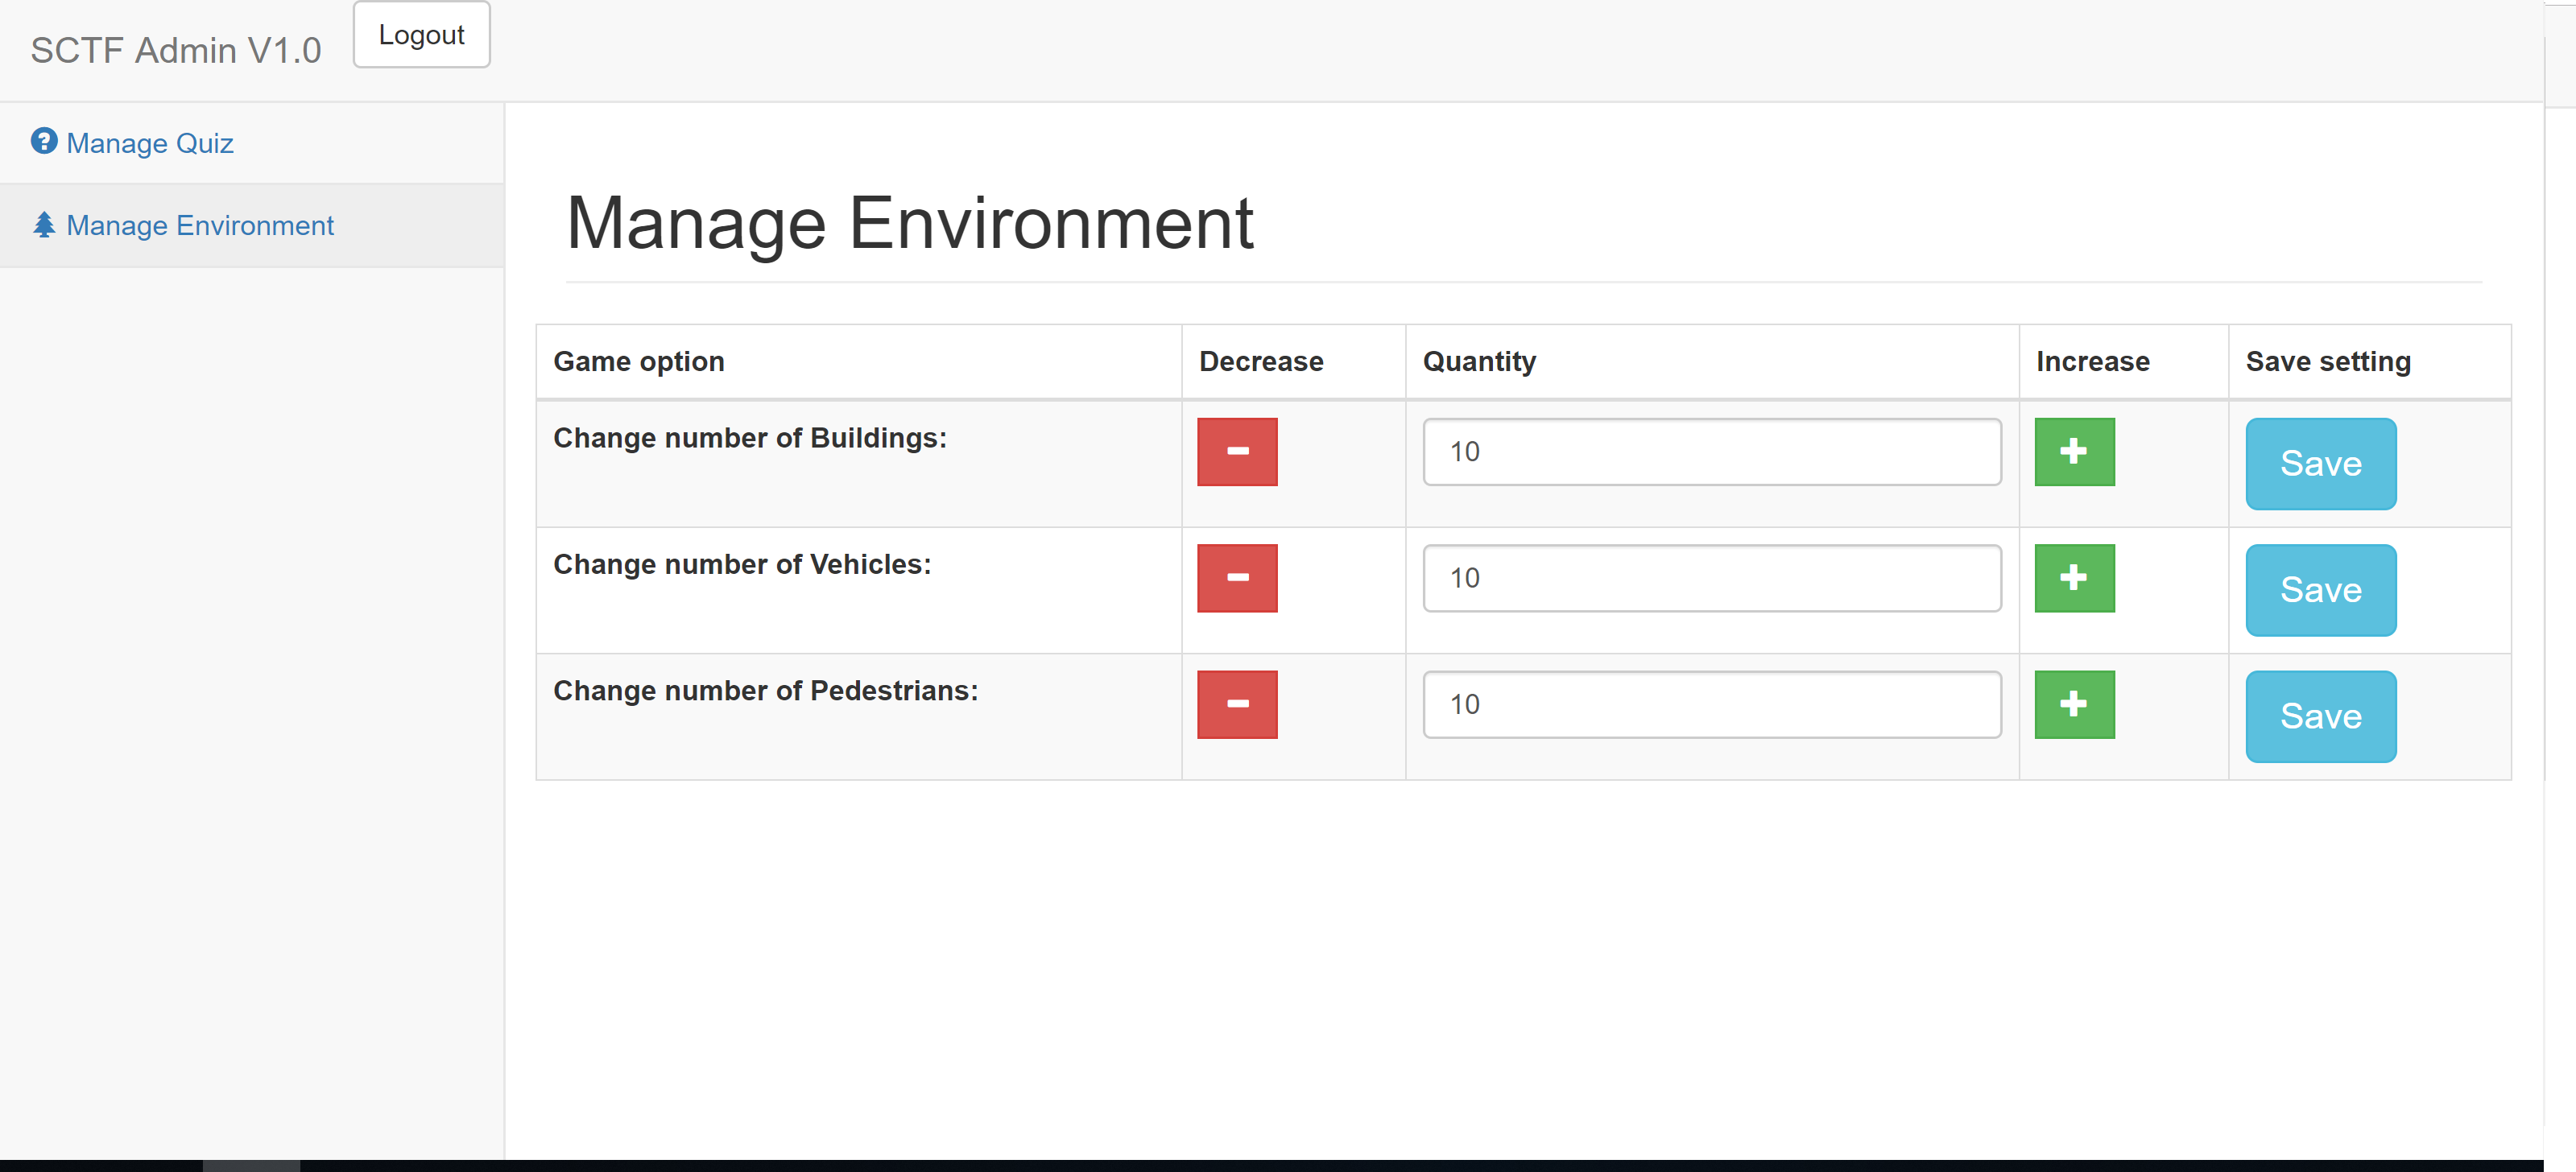 SCTF Admin V1.0 Logout
Manage Quiz
Manage Environment
Manage Environment
Game option Decrease Quantity Increase Save setting
Change number of Buildings: 10 Save
Change number of Vehicles: 10 Save
Change number of Pedestrians: 10 Save